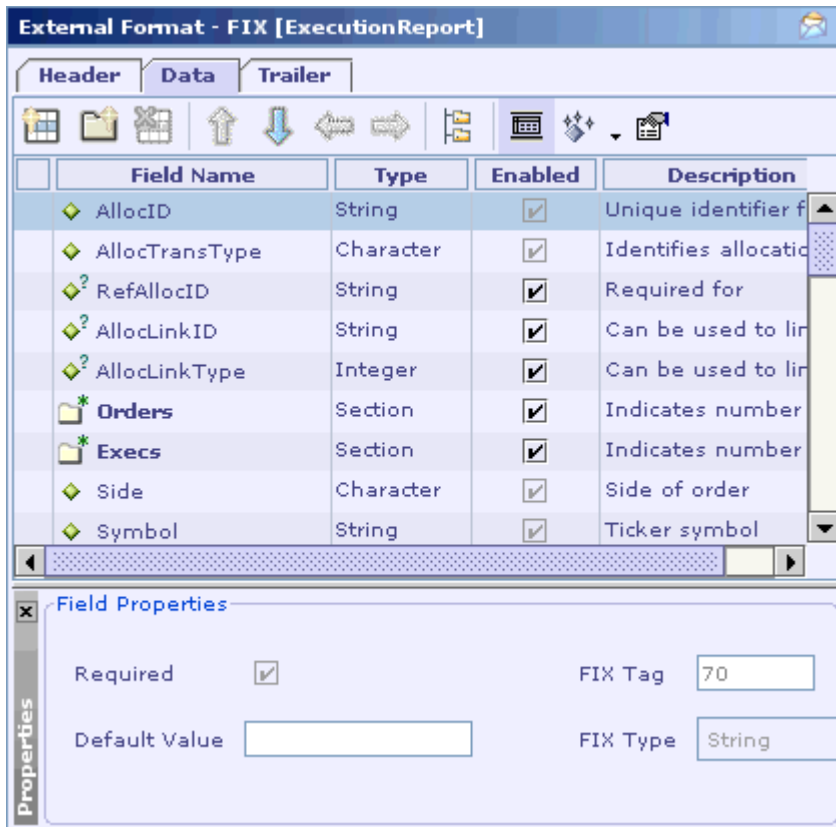 External Format - FIX [ExecutionReport]
Header Data Trailer
Field Name Type Enabled Description
AllocID String Unique identifier f
AllocTransType Character Identifies allocatio
RefAllocID String Required for
AllocLinkID String Can be used to lin
AllocLinkType Integer Can be used to lin
Orders Section Indicates number
Execs Section Indicates number
Side Character Side of order
Symbol String Ticker symbol
Field Properties
Required FIX Tag 70
Default Value FIX Type String
Properties